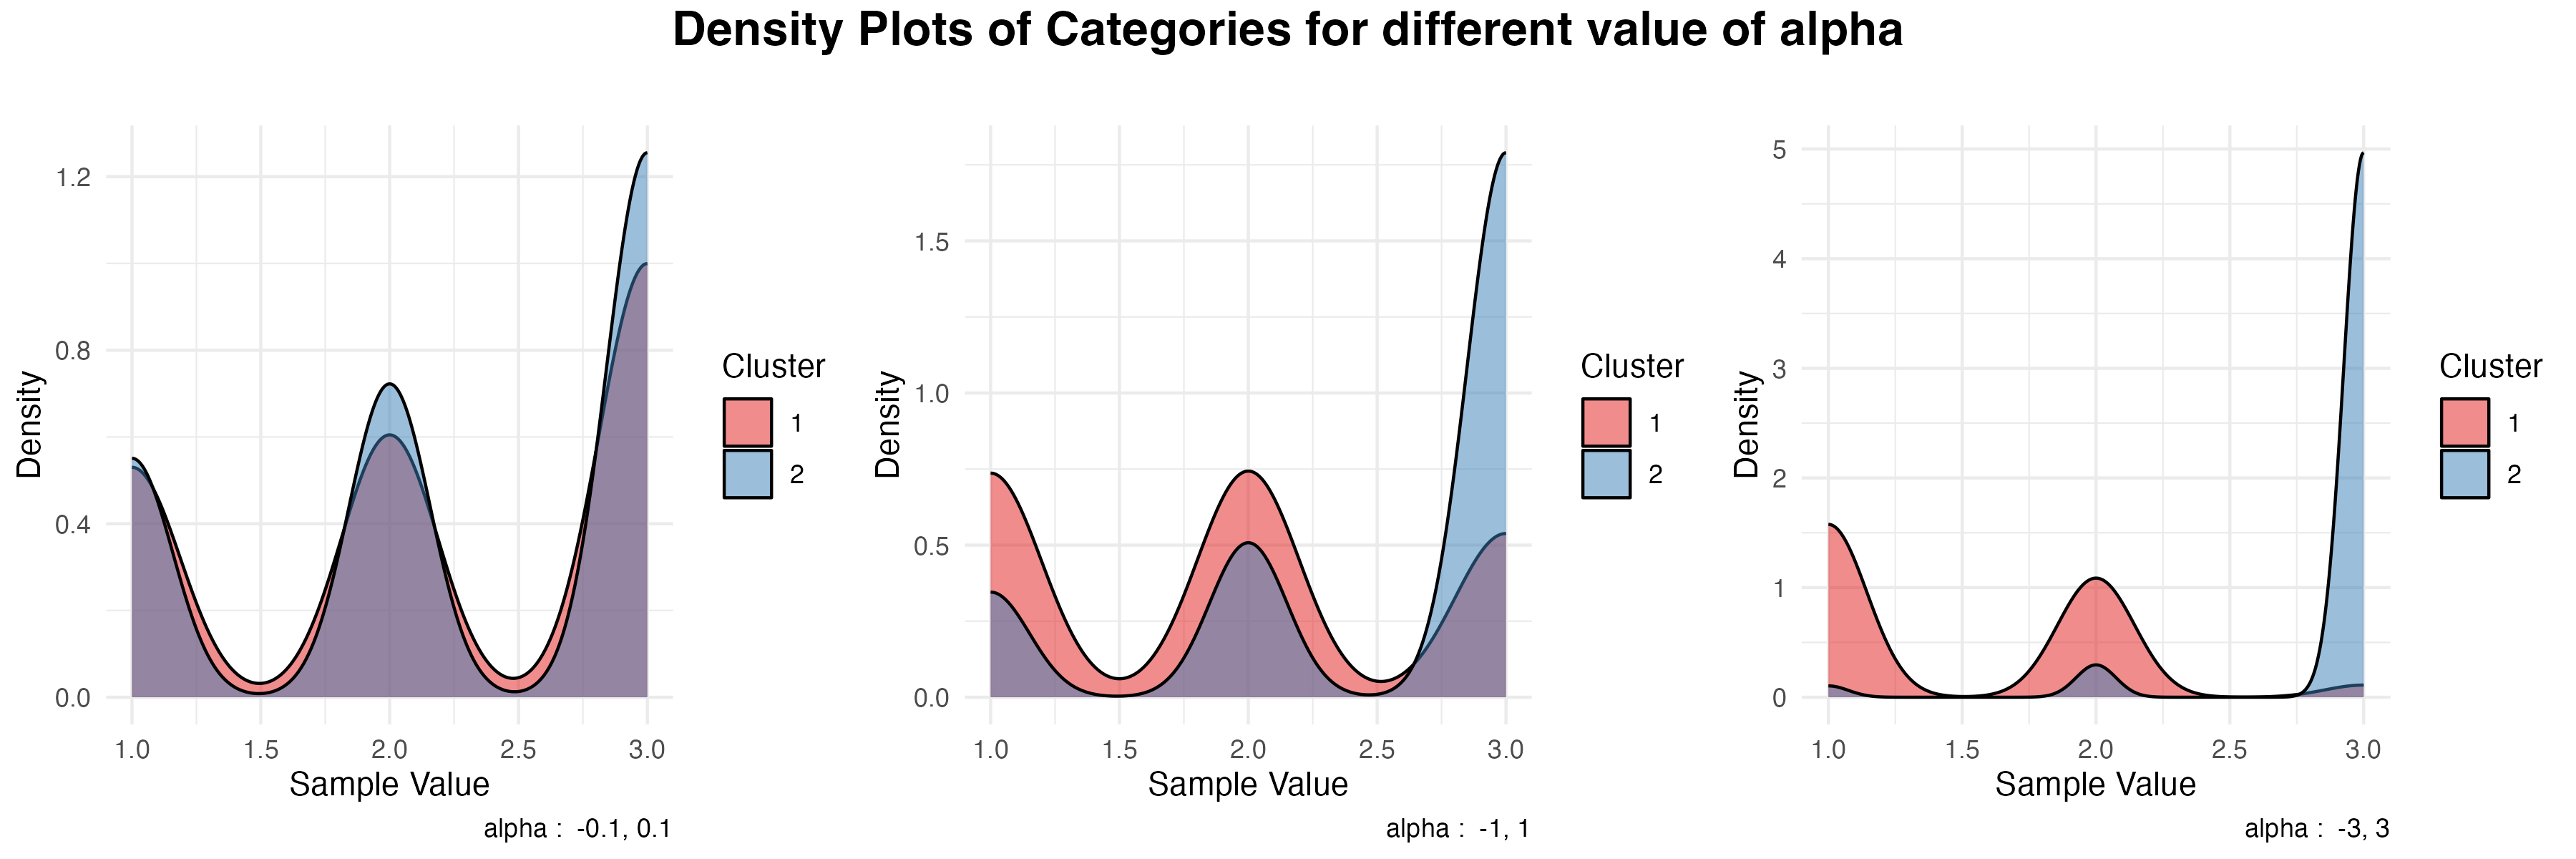 Density Plots of Categories for different value of alpha
Density
1.2
0.8
0.4
0.0
1.0 1.5 2.0 2.5 3.0
Sample Value
alpha : -0.1, 0.1
Cluster
1
2
Density
1.5
1.0
0.5
0.0
1.0 1.5 2.0 2.5 3.0
Sample Value
alpha : -1, 1
Cluster
1
2
Density
5
4
3
2
1
0
1.0 1.5 2.0 2.5 3.0
Sample Value
alpha : -3, 3
Cluster
1
2